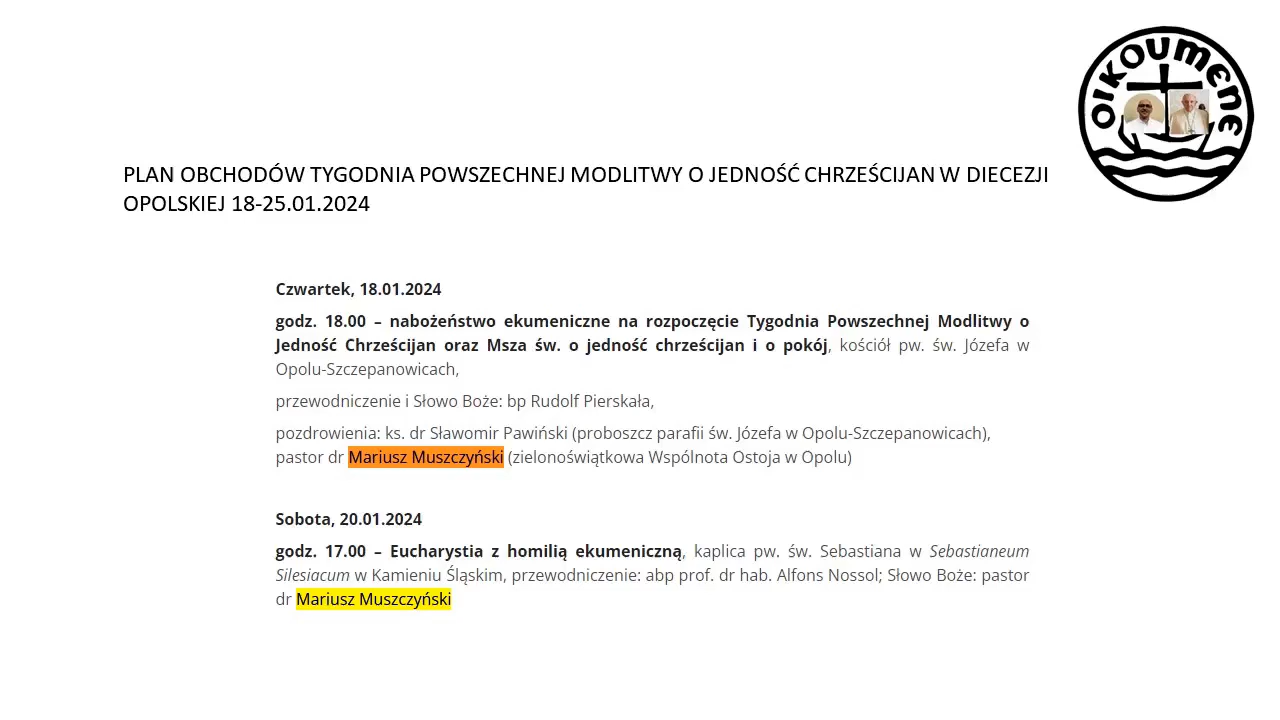 OIKOUMENE
PLAN OBCHODÓW TYGODNIA POWSZECHNEJ MODLITWY O JEDNOŚĆ CHRZEŚCIJAN W DIECEZJI
OPOLSKIEJ 18-25.01.2024
Czwartek, 18.01.2024
godz. 18.00 – nabożeństwo ekumeniczne na rozpoczęcie Tygodnia Powszechnej Modlitwy o
Jedność Chrześcijan oraz Msza św. o jedność chrześcijan i o pokój, kościół pw. św. Józefa w
Opolu-Szczepanowicach,
przewodniczenie i Słowo Boże: bp Rudolf Pierskała,
pozdrowienia: ks. dr Sławomir Pawiński (proboszcz parafii św. Józefa w Opolu-Szczepanowicach),
pastor dr Mariusz Muszczyński (zielonoświątkowa Wspólnota Ostoja w Opolu)
Sobota, 20.01.2024
godz. 17.00 – Eucharystia z homilią ekumeniczną, kaplica pw. św. Sebastiana w Sebastianeum
Silesiacum w Kamieniu Śląskim, przewodniczenie: abp prof. dr hab. Alfons Nossol; Słowo Boże: pastor
dr Mariusz Muszczyński